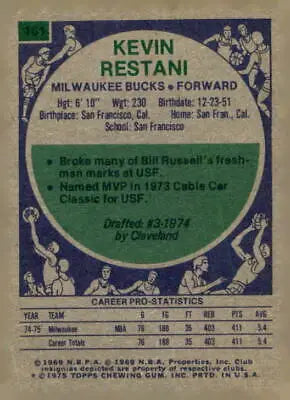 161
KEVIN
RESTANI
MILWAUKEE BUCKS • FORWARD
Hgt: 6' 10" Wgt: 230 Birthdate: 12-23-51
Birthplace: San Francisco, Cal. Home: San Fran., Cal.
School: San Francisco
• Broke many of Bill Russell's fresh-
man marks at USF.
• Named MVP in 1973 Cable Car
Classic for USF.
Drafted: #3-1974
by Cleveland
CAREER PRO-STATISTICS
YEAR TEAM G FG FT REB PTS AVG
74-75 Milwaukee NBA 76 188 35 403 411 5.4
Career Totals 76 188 35 403 411 5.4
© 1969 N.B.P.A. © 1969 N.B.A. Properties, Inc. Club
insignias depicted are property of respective clubs.
* © 1975 TOPPS CHEWING GUM, INC. PRTD. IN U.S.A.